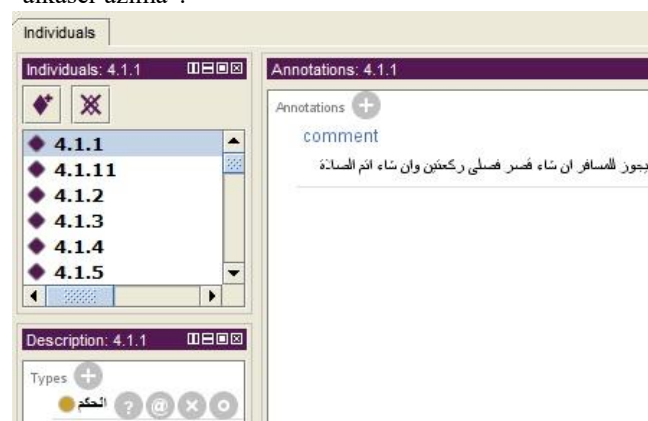 "alkaser azima".
Individuals
Individuals: 4.1.1
4.1.1
4.1.11
4.1.2
4.1.3
4.1.4
4.1.5
Description: 4.1.1
Types +
الحكم ? @ × o
Annotations: 4.1.1
Annotations +
comment
يجوز للمسافر ان شاء قصر فصلى ركعتين وان شاء اتم الصلاة